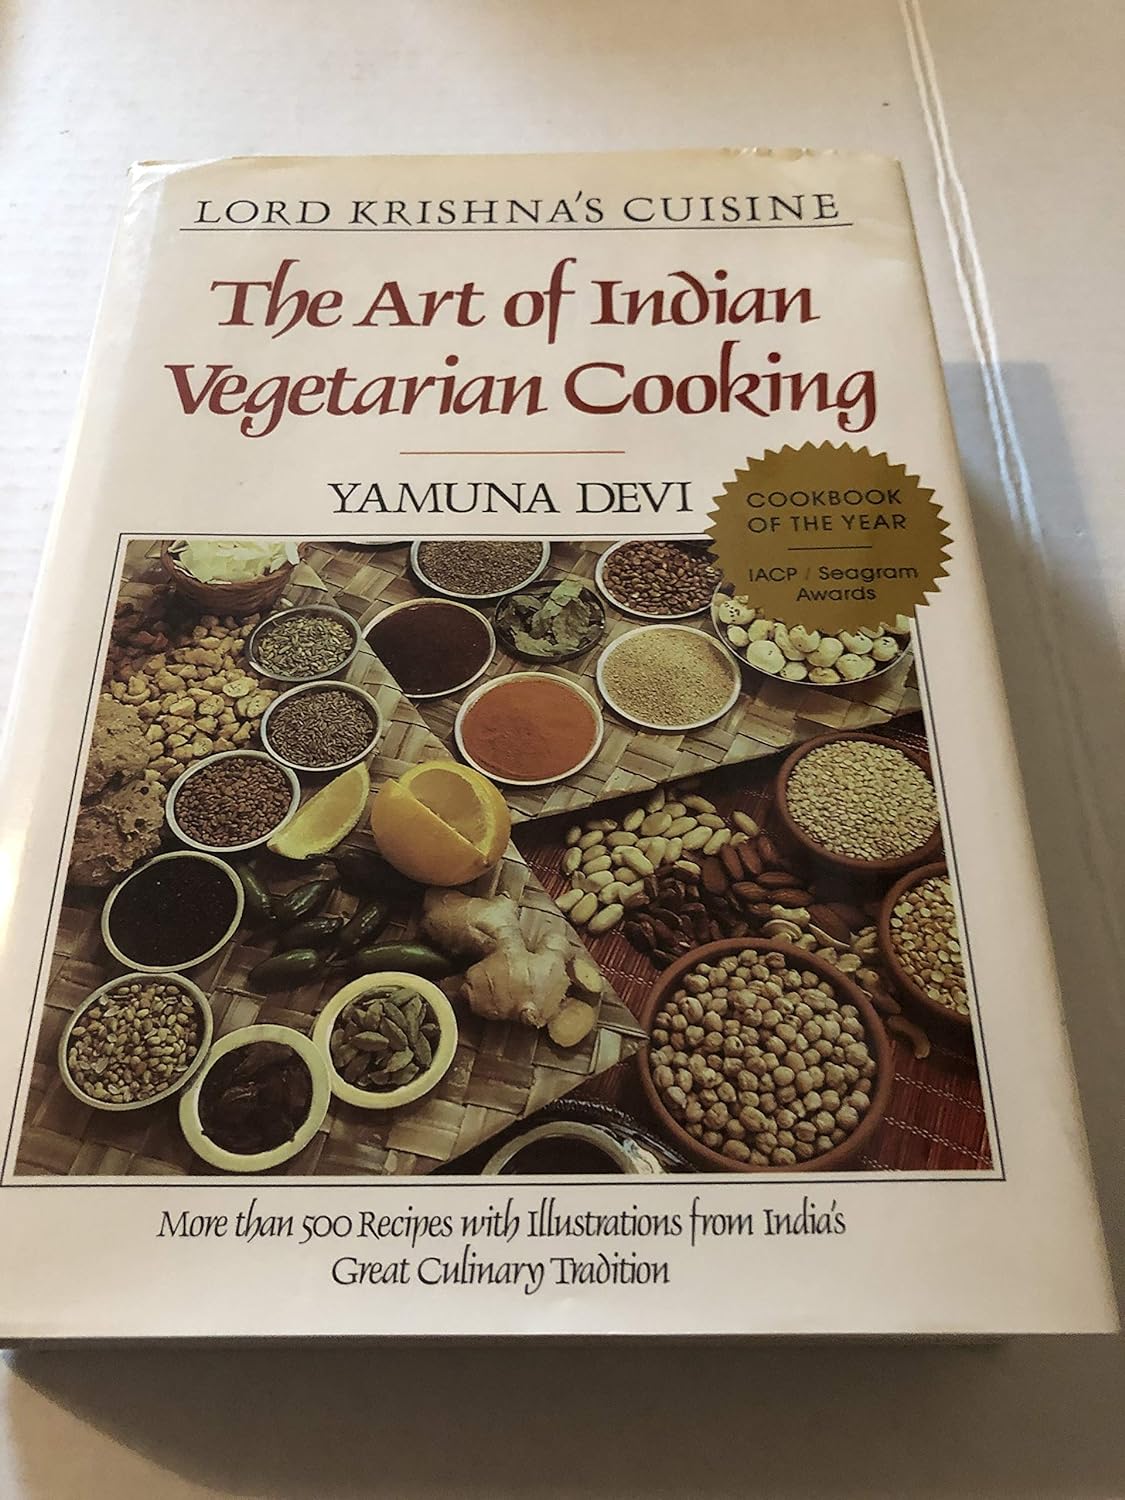 LORD KRISHNA'S CUISINE
The Art of Indian
Vegetarian Cooking
YAMUNA DEVI
COOKBOOK
OF THE YEAR
IACP / Seagram
Awards
More than 500 Recipes with Illustrations from India's
Great Culinary Tradition